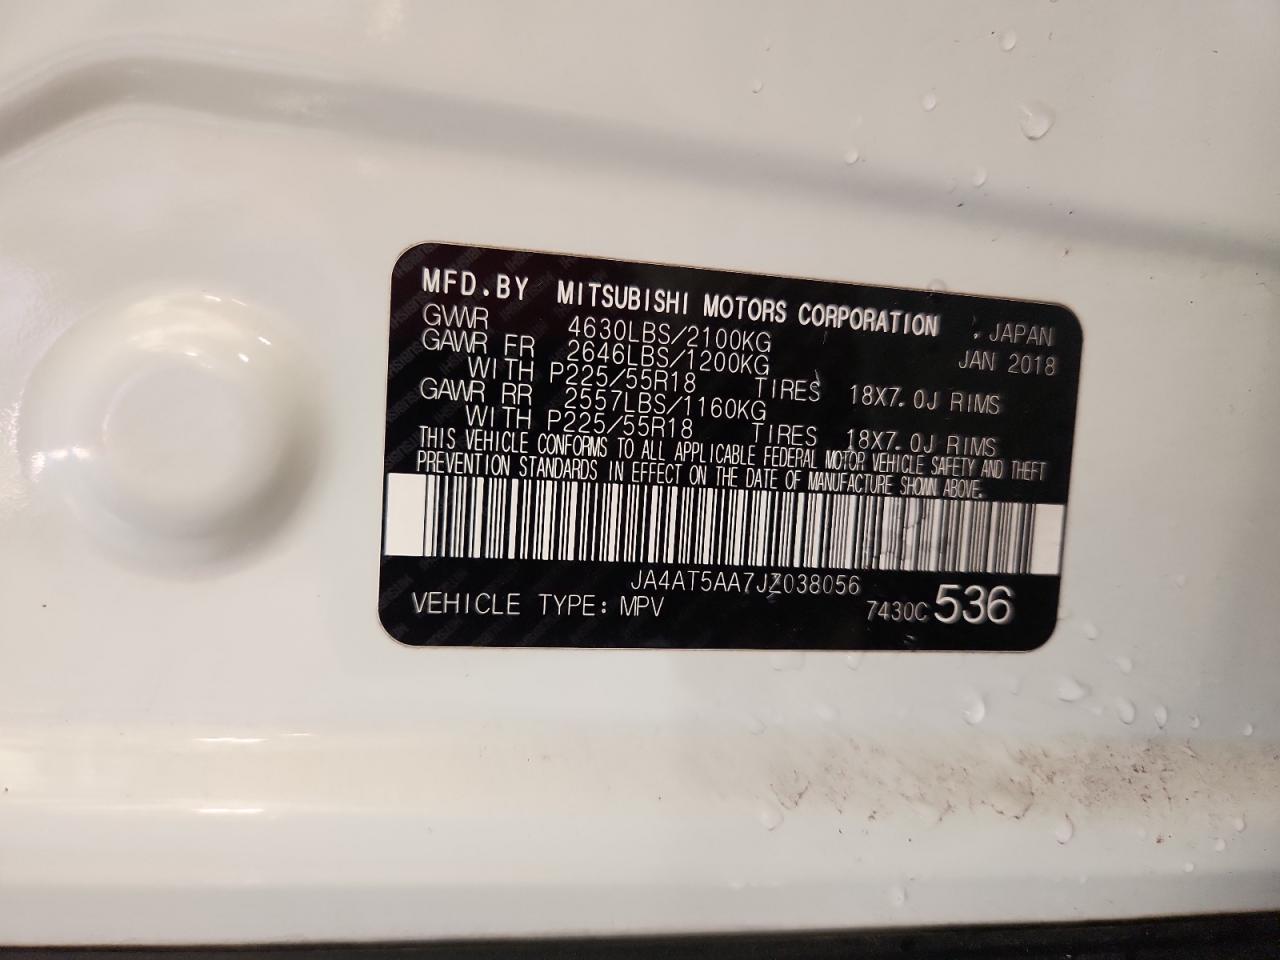 MFD.BY MITSUBISHI MOTORS CORPORATION JAPAN
GVWR 4630LBS/2100KG JAN 2018
GAWR FR 2646LBS/1200KG
WITH P225/55R18 TIRES 18X7.0J RIMS
GAWR RR 2557LBS/1160KG
WITH P225/55R18 TIRES 18X7.0J RIMS
THIS VEHICLE CONFORMS TO ALL APPLICABLE FEDERAL MOTOR VEHICLE SAFETY AND THEFT
PREVENTION STANDARDS IN EFFECT ON THE DATE OF MANUFACTURE SHOWN ABOVE.
JA4AT5AA7JZ038056
VEHICLE TYPE: MPV 7430C 536